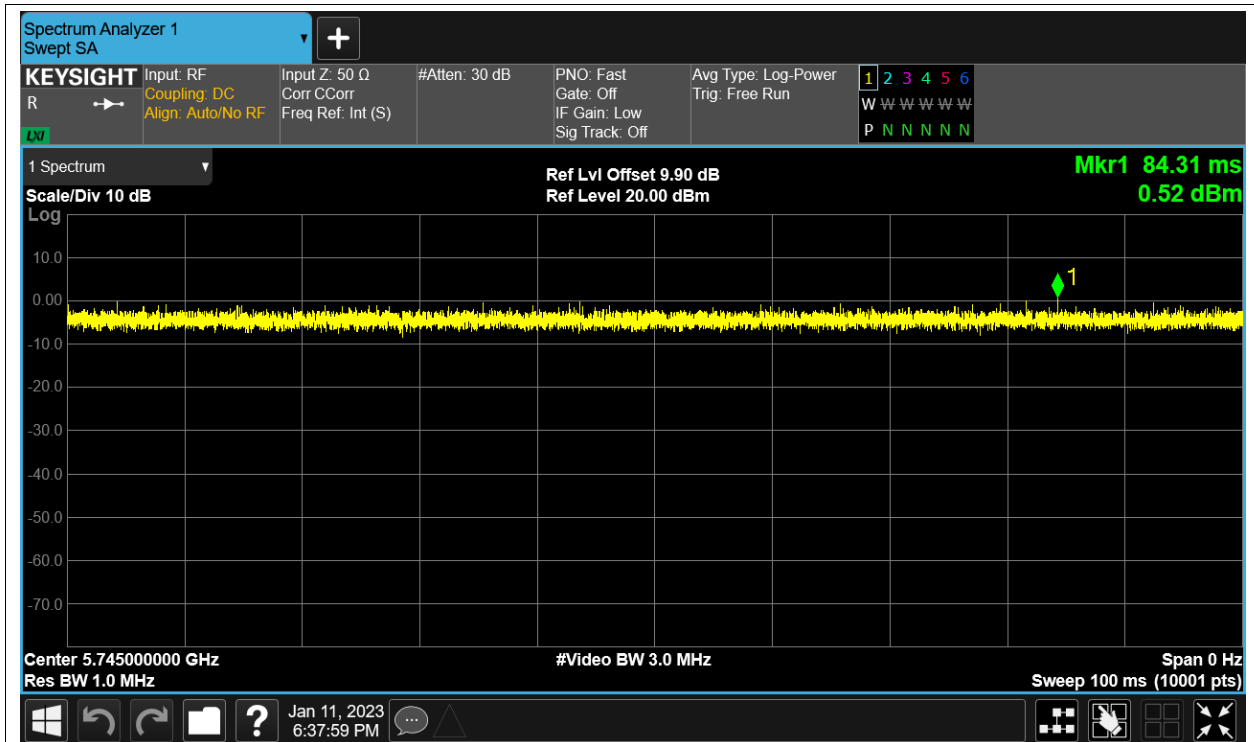 Spectrum Analyzer 1
Swept SA
+
KEYSIGHT
R
LXI
Input: RF
Coupling: DC
Align: Auto/No RF
Input Z: 50 Ω
Corr CCorr
Freq Ref: Int (S)
#Atten: 30 dB
PNO: Fast
Gate: Off
IF Gain: Low
Sig Track: Off
Avg Type: Log-Power
Trig: Free Run
1 2 3 4 5 6
W W W W W W
P N N N N N
1 Spectrum
Scale/Div 10 dB
Ref Lvl Offset 9.90 dB
Ref Level 20.00 dBm
Mkr1 84.31 ms
0.52 dBm
Log
10.0
0.00
-10.0
-20.0
-30.0
-40.0
-50.0
-60.0
-70.0
1
Center 5.745000000 GHz
#Video BW 3.0 MHz
Span 0 Hz
Res BW 1.0 MHz
Sweep 100 ms (10001 pts)
?
Jan 11, 2023
6:37:59 PM